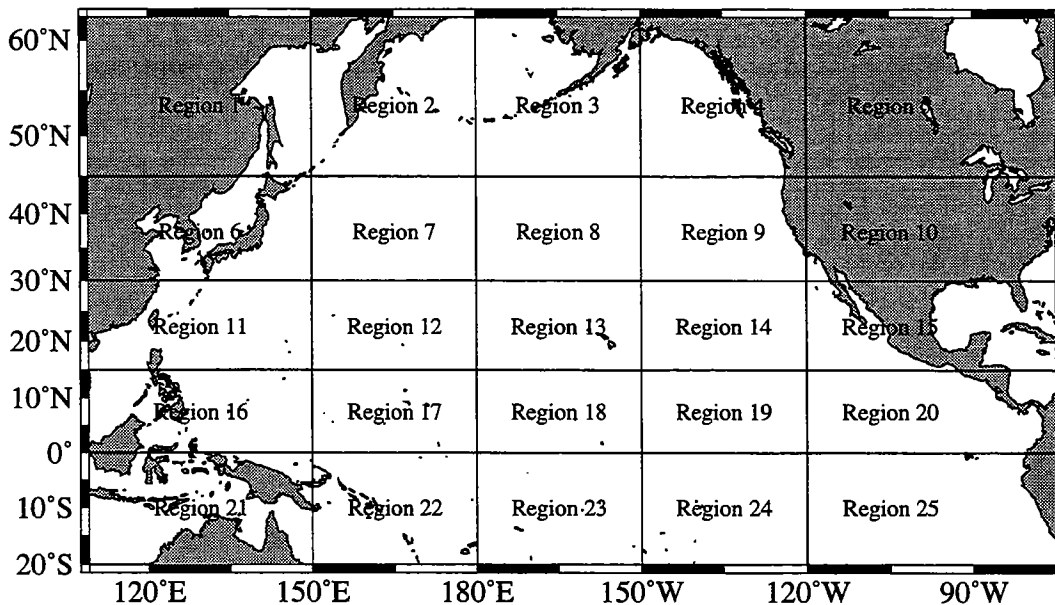 60°N
Region 1 Region 2 Region 3 Region 4 Region 5
50°N
40°N
Region 6 Region 7 Region 8 Region 9 Region 10
30°N
Region 11 Region 12 Region 13 Region 14 Region 15
20°N
10°N
Region 16 Region 17 Region 18 Region 19 Region 20
0°
Region 21 Region 22 Region 23 Region 24 Region 25
10°S
20°S
120°E 150°E 180° 150°W 120°W 90°W